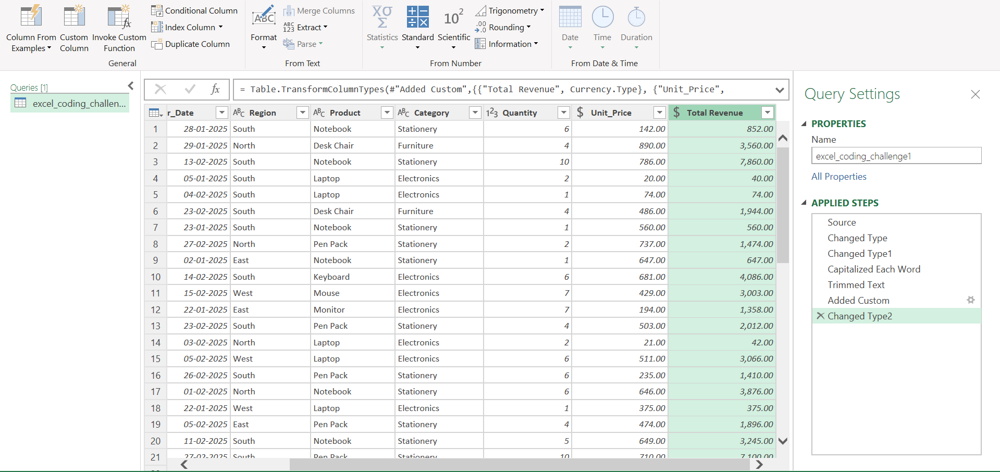 Column From Examples
Custom Column
Invoke Custom Function
Conditional Column
Index Column
Duplicate Column
General
ABC
Format
Merge Columns
ABC 123 Extract
abc Parse
From Text
XΟ Σ
Statistics
Standard
10²
Scientific
Trigonometry
.00 .0 Rounding
Information
From Number
Date
Time
Duration
From Date & Time
Queries [1]
excel_coding_challen...
fx = Table.TransformColumnTypes(#"Added Custom",{{"Total Revenue", Currency.Type}, {"Unit_Price",
r_Date ABC Region ABC Product ABC Category 123 Quantity $ Unit_Price $ Total Revenue
1 28-01-2025 South Notebook Stationery 6 142.00 852.00
2 29-01-2025 North Desk Chair Furniture 4 890.00 3,560.00
3 13-02-2025 South Notebook Stationery 10 786.00 7,860.00
4 05-01-2025 South Laptop Electronics 2 20.00 40.00
5 04-02-2025 South Laptop Electronics 1 74.00 74.00
6 23-02-2025 South Desk Chair Furniture 4 486.00 1,944.00
7 23-01-2025 South Notebook Stationery 1 560.00 560.00
8 27-02-2025 North Pen Pack Stationery 2 737.00 1,474.00
9 02-01-2025 East Notebook Stationery 1 647.00 647.00
10 14-02-2025 South Keyboard Electronics 6 681.00 4,086.00
11 15-02-2025 West Mouse Electronics 7 429.00 3,003.00
12 22-01-2025 East Monitor Electronics 7 194.00 1,358.00
13 23-02-2025 South Pen Pack Stationery 4 503.00 2,012.00
14 03-02-2025 North Laptop Electronics 2 21.00 42.00
15 05-02-2025 West Laptop Electronics 6 511.00 3,066.00
16 26-02-2025 South Pen Pack Stationery 6 235.00 1,410.00
17 01-02-2025 North Notebook Stationery 6 646.00 3,876.00
18 22-01-2025 West Laptop Electronics 1 375.00 375.00
19 05-02-2025 East Pen Pack Stationery 4 474.00 1,896.00
20 11-02-2025 South Notebook Stationery 5 649.00 3,245.00
21 27-02-2025 South Pen Pack Stationery 10 710.00 7,100.00
Query Settings
PROPERTIES
Name
excel_coding_challenge1
All Properties
APPLIED STEPS
Source
Changed Type
Changed Type1
Capitalized Each Word
Trimmed Text
Added Custom
Changed Type2